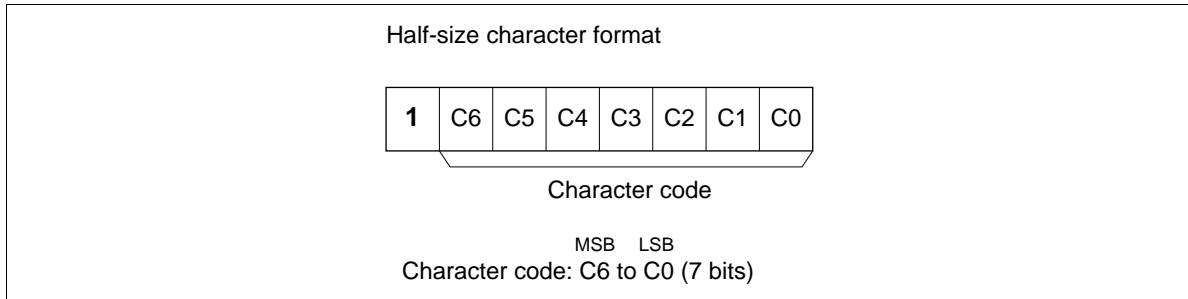 Half-size character format
1 C6 C5 C4 C3 C2 C1 C0
Character code
MSB LSB
Character code: C6 to C0 (7 bits)